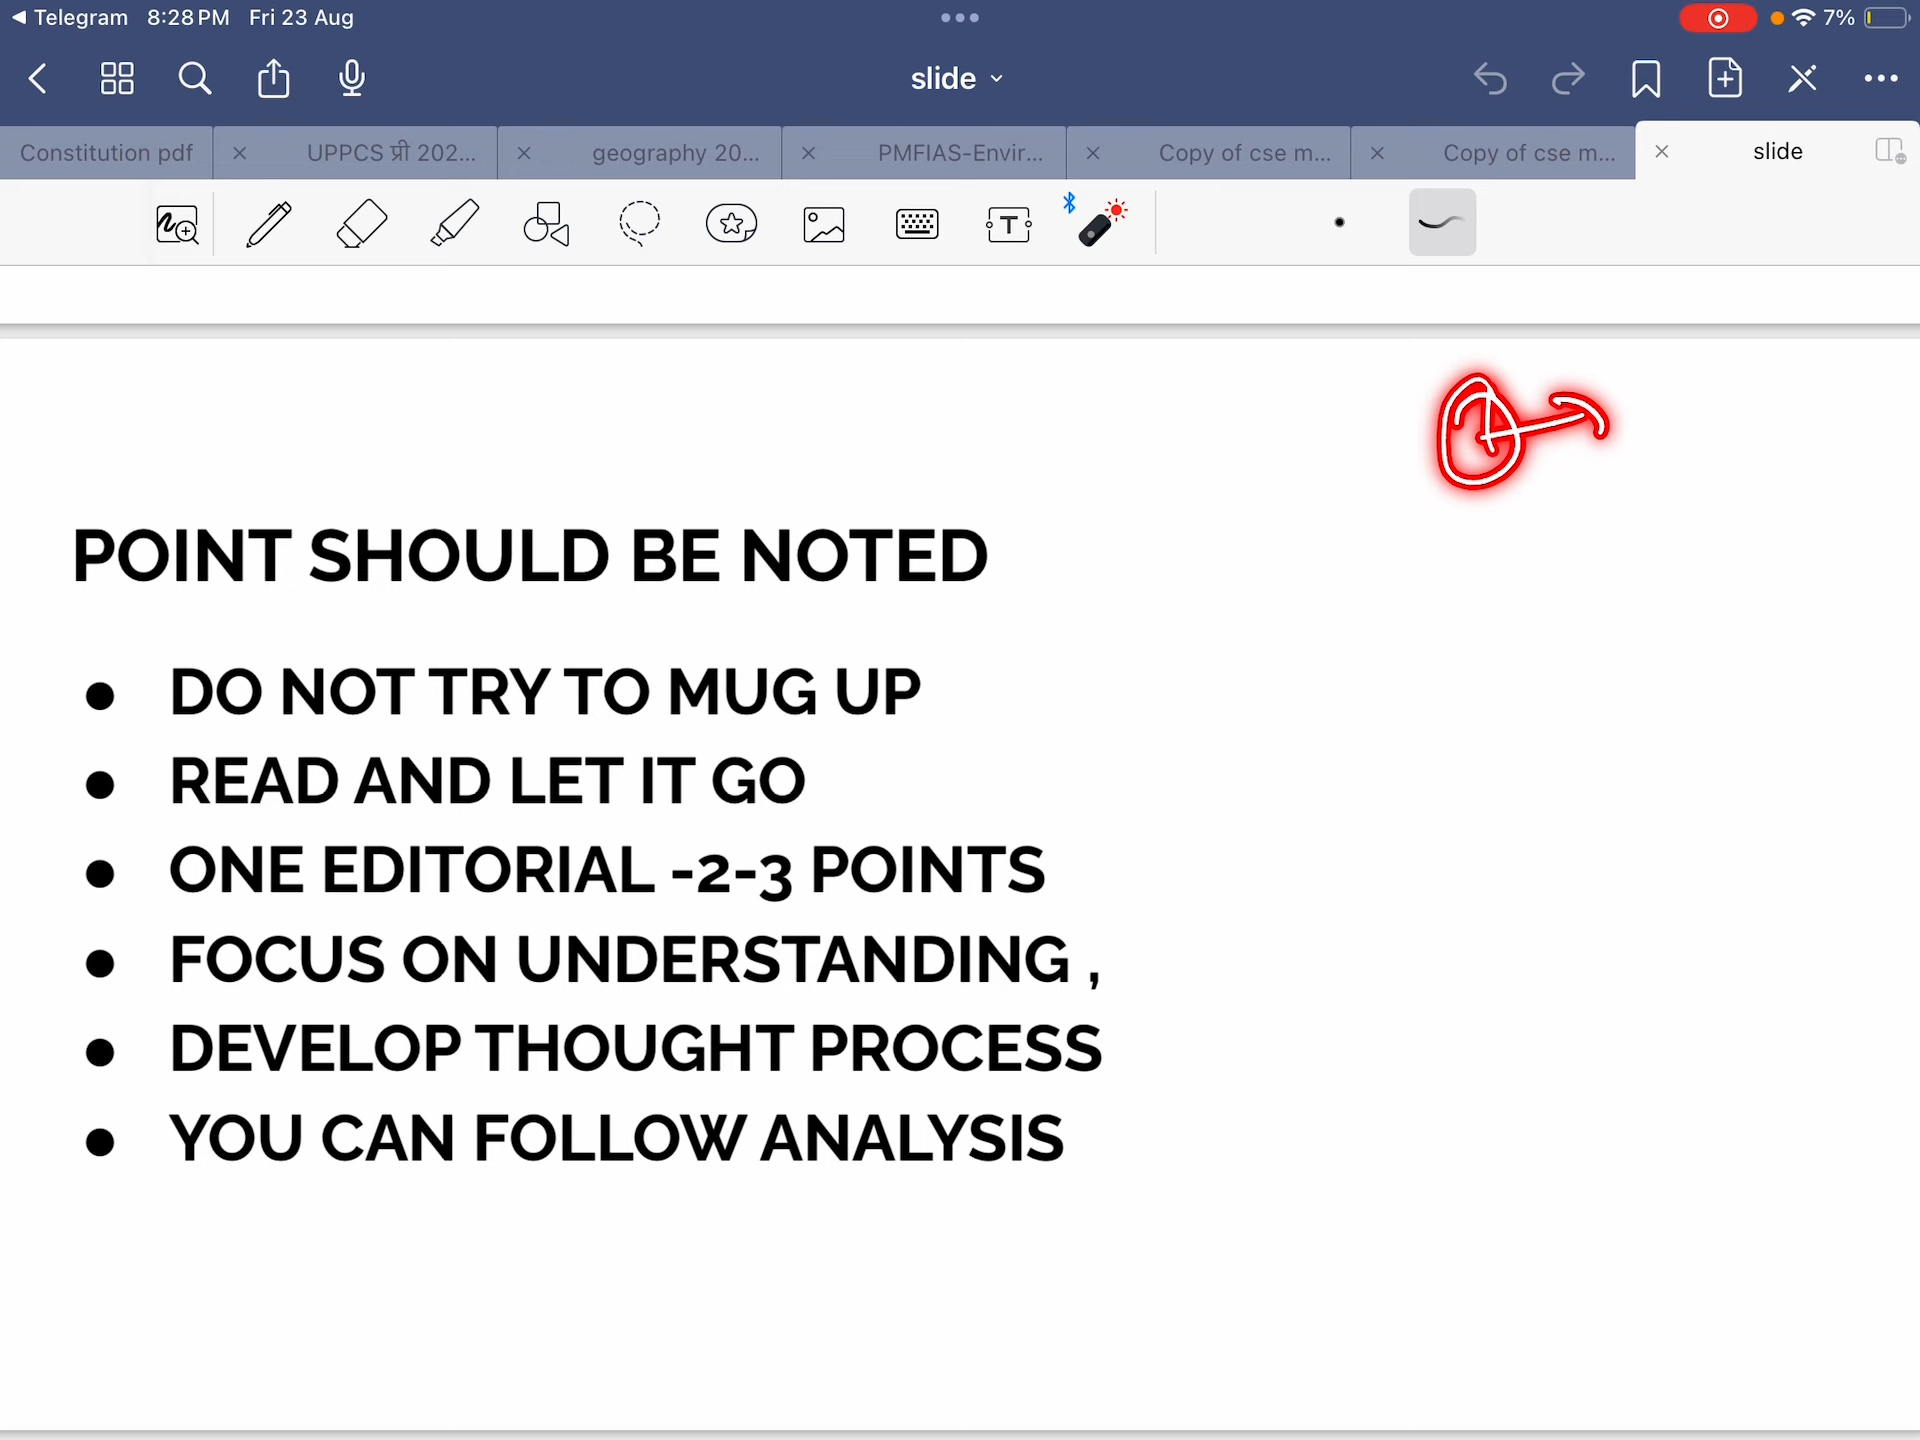 Telegram 8:28 PM Fri 23 Aug 7%
slide
Constitution pdf UPPCS प्री 202... geography 20... PMFIAS-Envir... Copy of cse m... Copy of cse m... slide
T
POINT SHOULD BE NOTED
● DO NOT TRY TO MUG UP
● READ AND LET IT GO
● ONE EDITORIAL -2-3 POINTS
● FOCUS ON UNDERSTANDING ,
● DEVELOP THOUGHT PROCESS
● YOU CAN FOLLOW ANALYSIS